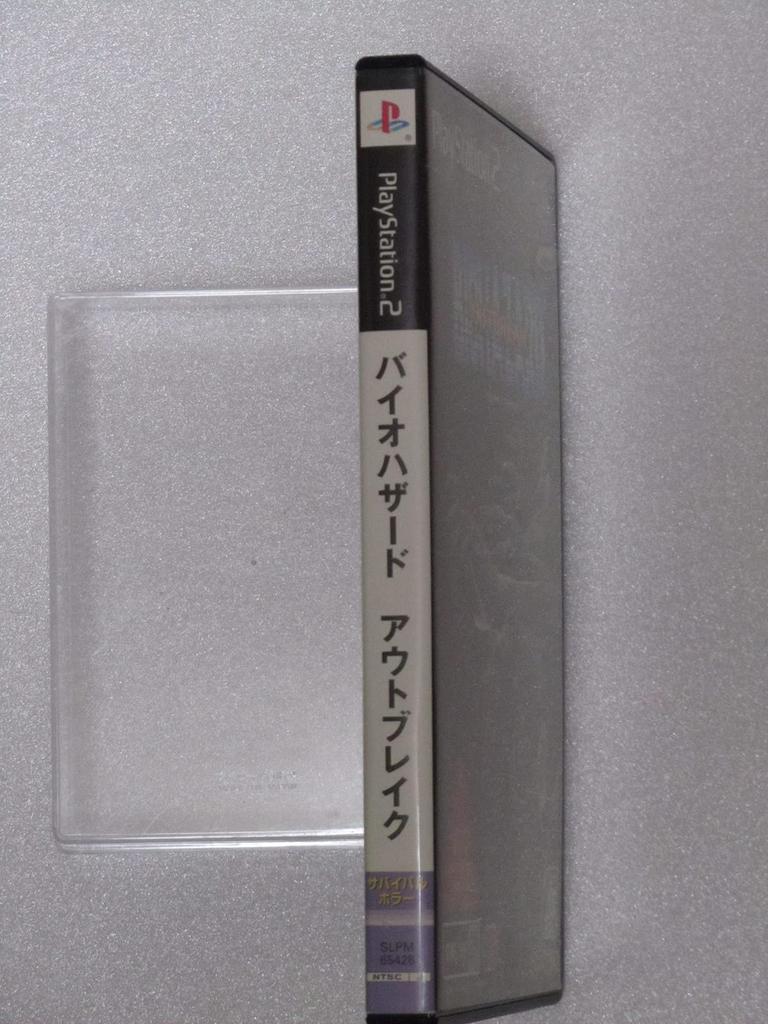 PlayStation®2
バイオハザード アウトブレイク
サバイバル
ホラー
SLPM
65428
NTSC J